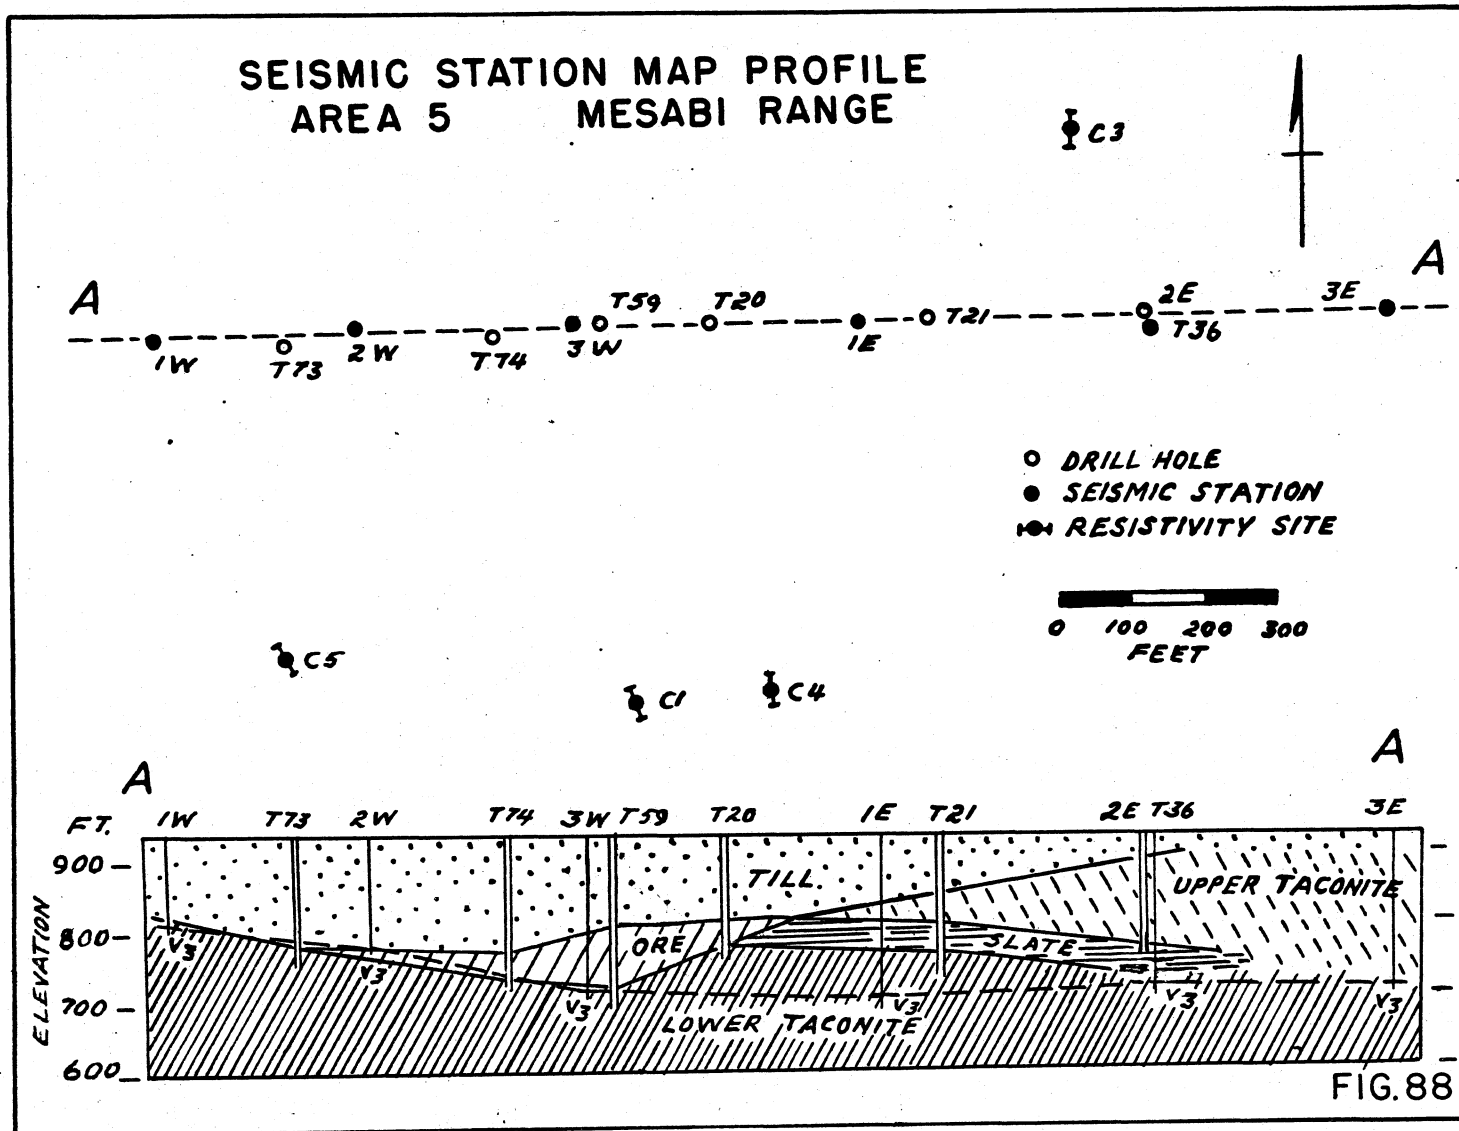 SEISMIC STATION MAP PROFILE
AREA 5 MESABI RANGE
C3
A
A
T59
T20
2E
3E
1W
T73
2W
T74
3W
1E
T21
T36
DRILL HOLE
SEISMIC STATION
RESISTIVITY SITE
0 100 200 300
FEET
C5
C1
C4
A
A
FT. 1W T73 2W T74 3W T59 T20 1E T21 2E T36 3E
900
TILL
UPPER TACONITE
800
ORE
SLATE
V3
V3
V3
V3
V3
V3
700
LOWER TACONITE
600
ELEVATION
FIG. 88